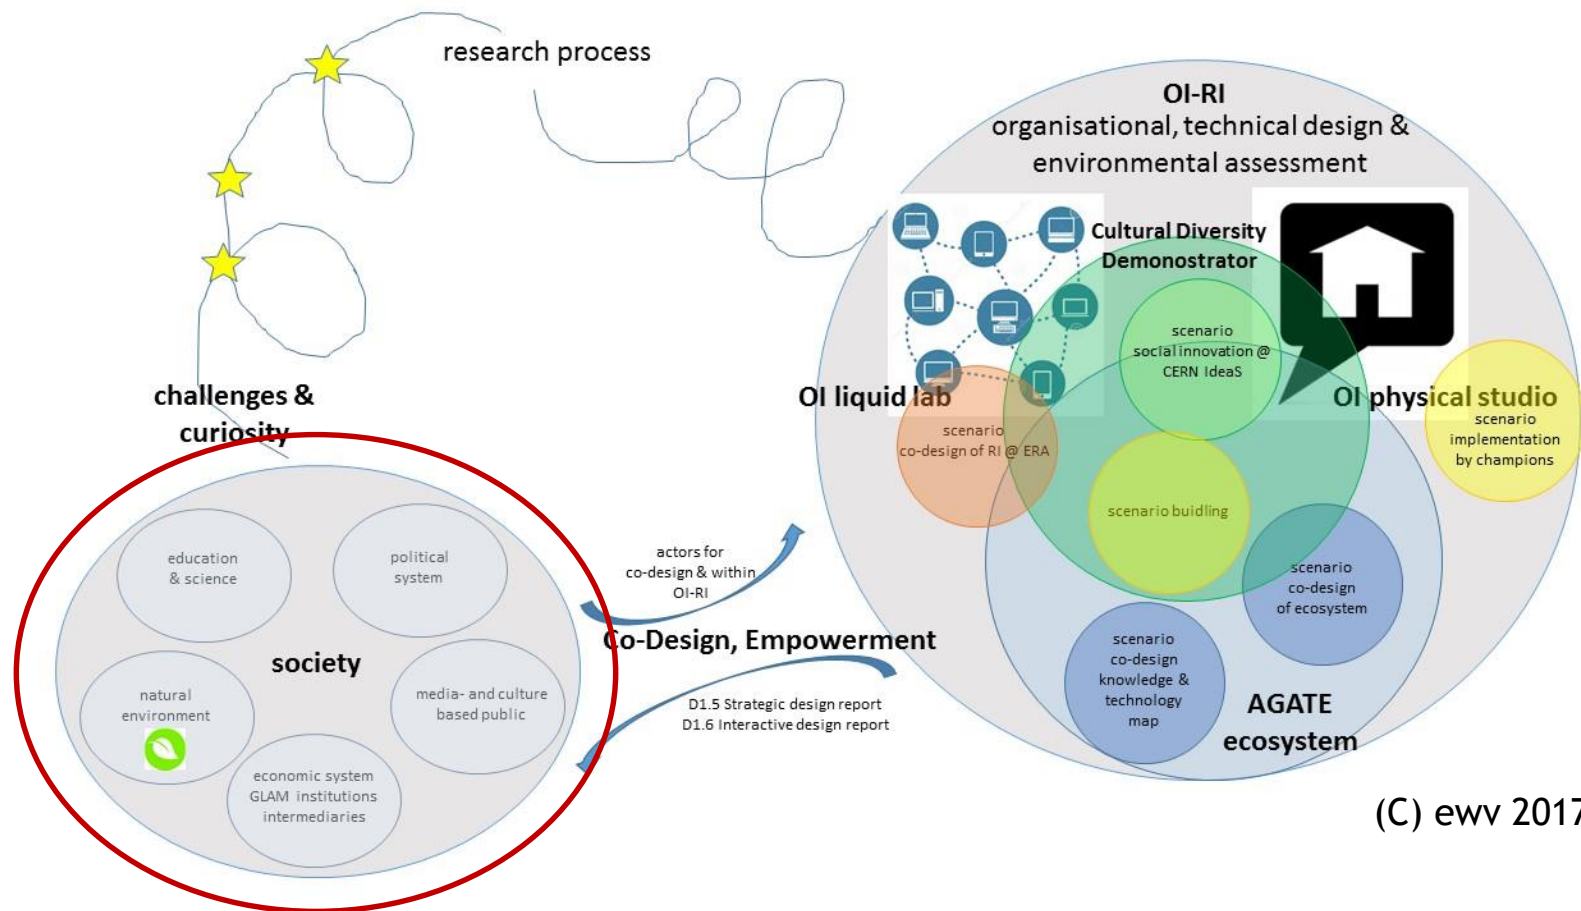 research process
OI-RI
organisational, technical design &
environmental assessment
Cultural Diversity
Demonostrator
scenario
social innovation @
CERN IdeaS
challenges &
curiosity
OI liquid lab
OI physical studio
scenario
co-design of RI @ ERA
scenario
implementation
by champions
scenario buidling
education
& science
political
system
actors for
co-design & within
OI-RI
scenario
co-design
of ecosystem
Co-Design, Empowerment
society
scenario
co-design
knowledge &
technology
map
natural
environment
media- and culture
based public
D1.5 Strategic design report
D1.6 Interactive design report
AGATE
ecosystem
economic system
GLAM institutions
intermediaries
(C) ewv 2017